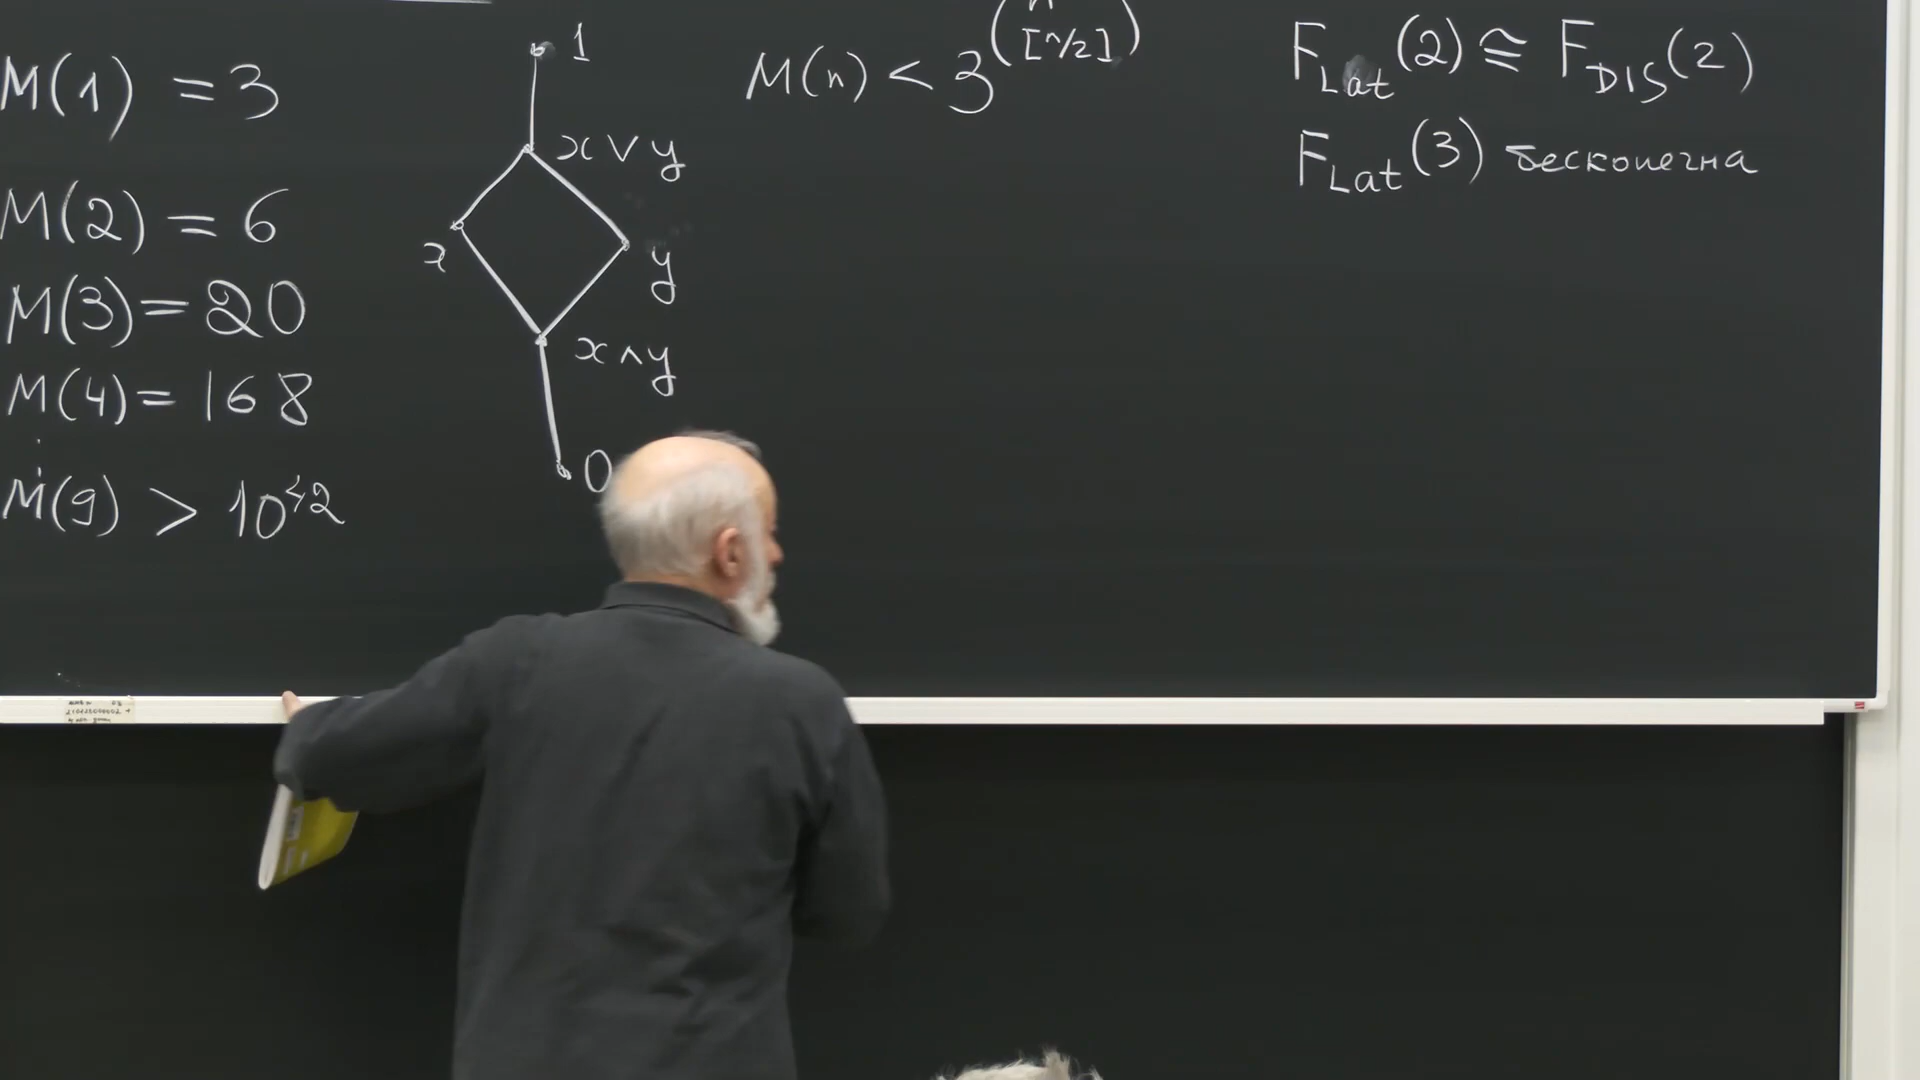 M(1) = 3
M(2) = 6
M(3) = 20
M(4) = 168
M(9) > 10^42
1
x ∨ y
x
y
x ∧ y
0
M(n) < 3^(n [n/2])
F_Lat(2) ≅ F_DIS(2)
F_Lat(3) бесконечна